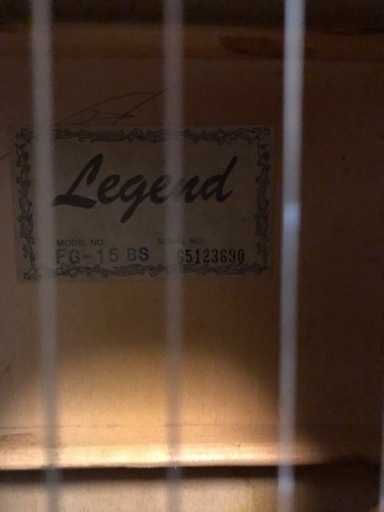 Legend
MODEL NO. SERIAL NO.
FG-15 BS 65123690